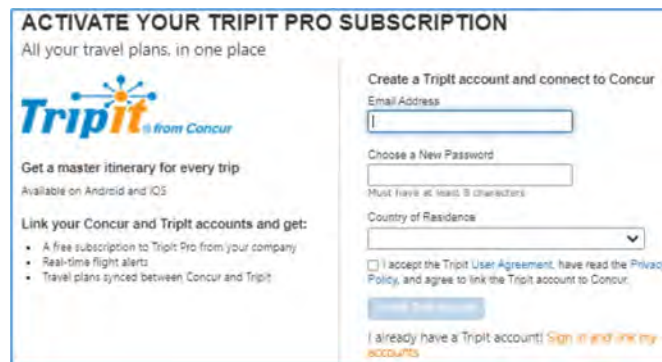 ACTIVATE YOUR TRIPIT PRO SUBSCRIPTION
All your travel plans, in one place
TripIt® from Concur
Get a master itinerary for every trip
Available on Android and iOS
Link your Concur and TripIt accounts and get:
• A free subscription to TripIt Pro from your company
• Real-time flight alerts
• Travel plans synced between Concur and TripIt
Create a TripIt account and connect to Concur
Email Address
Choose a New Password
Must have at least 8 characters
Country of Residence
I accept the TripIt User Agreement, have read the Privacy
Policy, and agree to link the TripIt account to Concur.
I already have a TripIt account! Sign in and link my
accounts